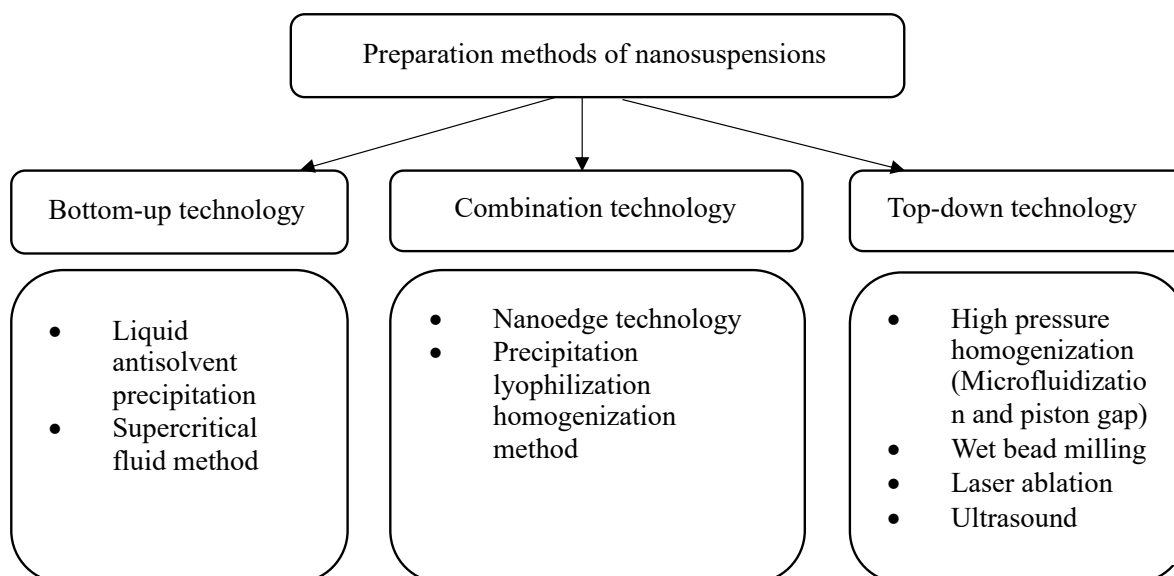 Preparation methods of nanosuspensions
Bottom-up technology
Combination technology
Top-down technology
• Liquid
antisolvent
precipitation
• Supercritical
fluid method
• Nanoedge technology
• Precipitation
lyophilization
homogenization
method
• High pressure
homogenization
(Microfluidizatio
n and piston gap)
• Wet bead milling
• Laser ablation
• Ultrasound